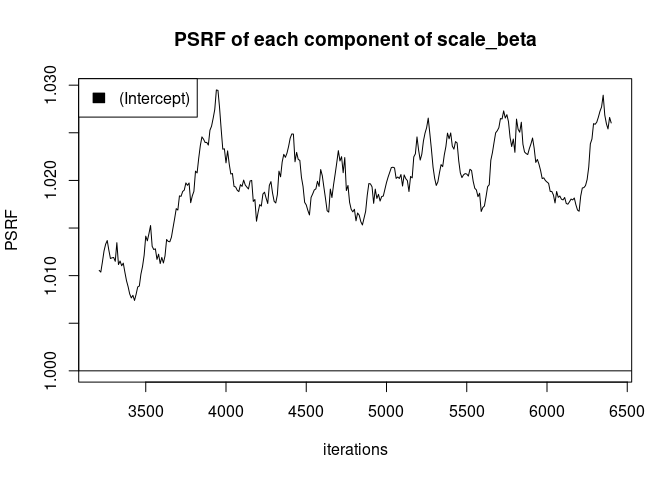 PSRF of each component of scale_beta
(Intercept)
1.030
1.020
1.010
1.000
PSRF
3500 4000 4500 5000 5500 6000 6500
iterations